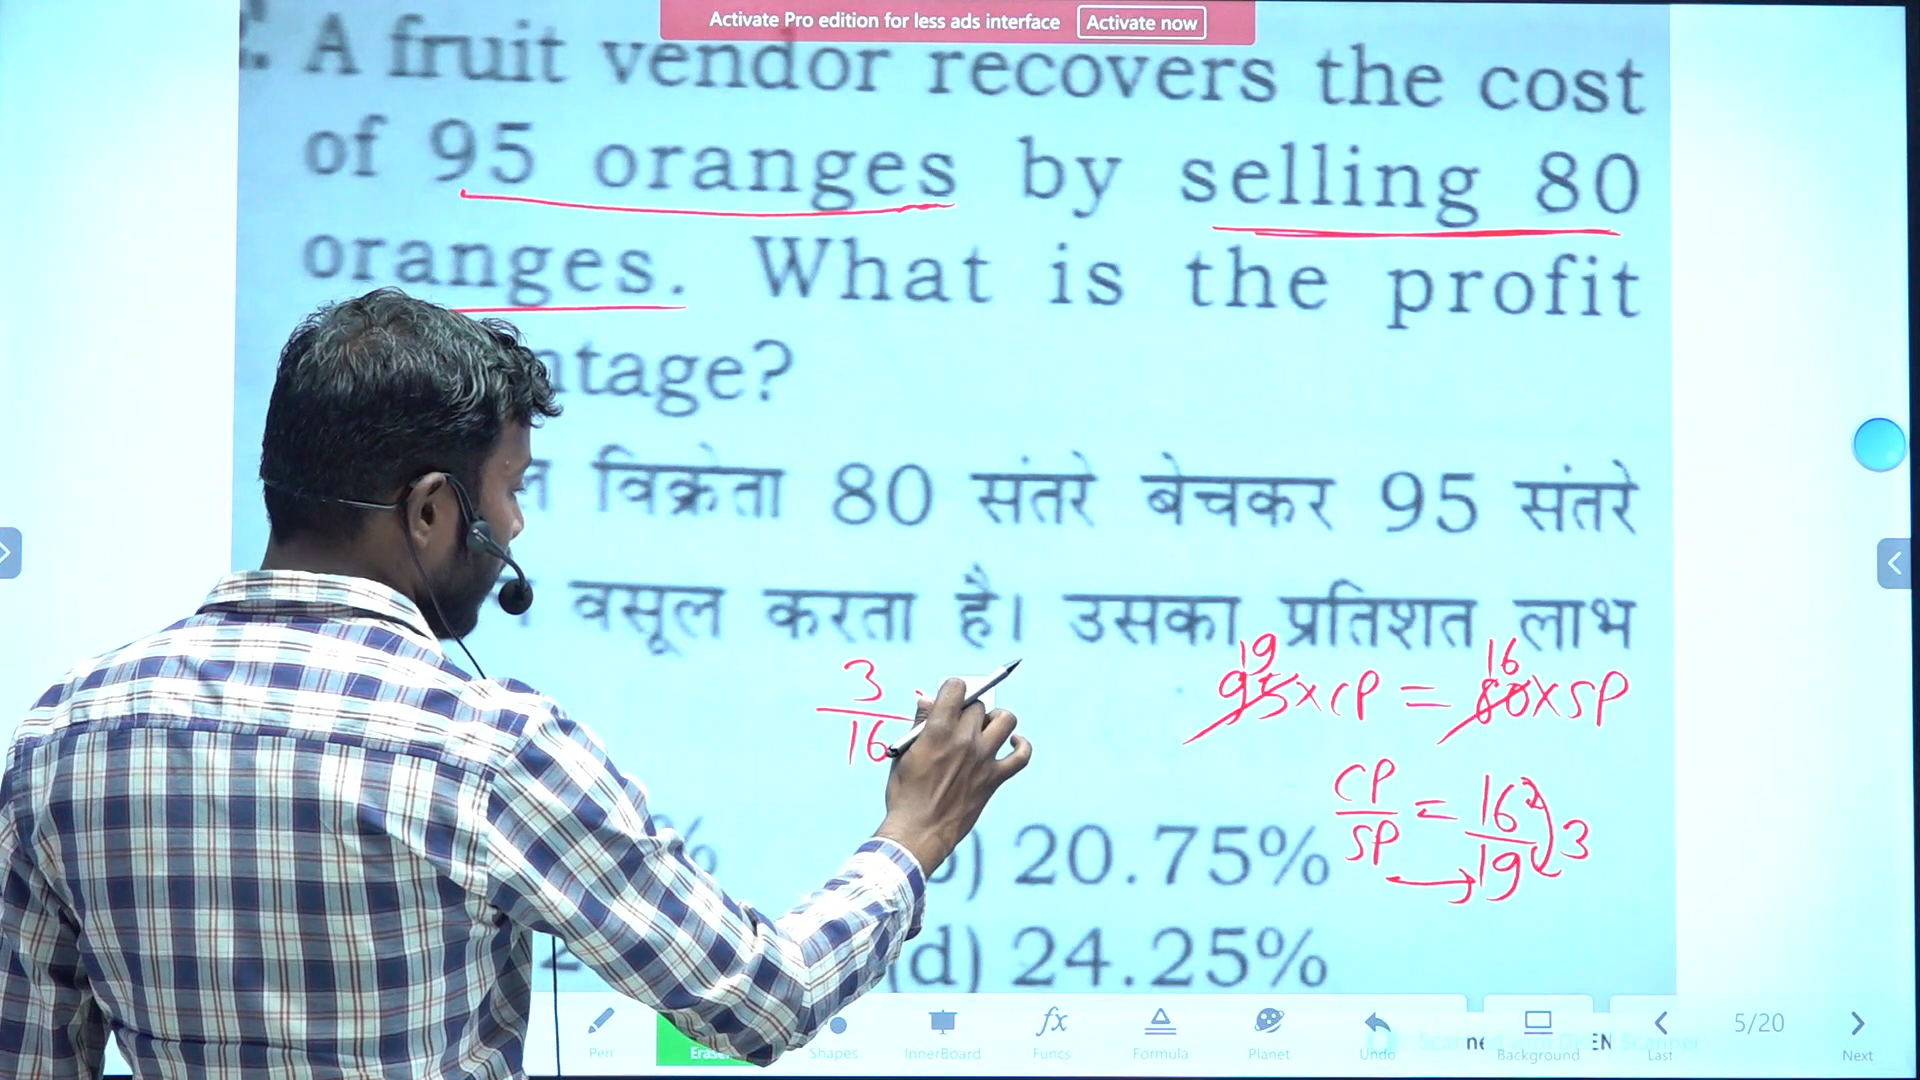 Activate Pro edition for less ads interface Activate now
A fruit vendor recovers the cost
of 95 oranges by selling 80
oranges. What is the profit
ntage?
विक्रेता 80 संतरे बेचकर 95 संतरे
वसूल करता है। उसका प्रतिशत लाभ
3/16
19 16
95×CP = 80×SP
CP/SP = 16/19 3
% b) 20.75%
(d) 24.25%
Pen Eraser Shapes InnerBoard Funcs Formula Planet Undo Background Last 5/20 Next